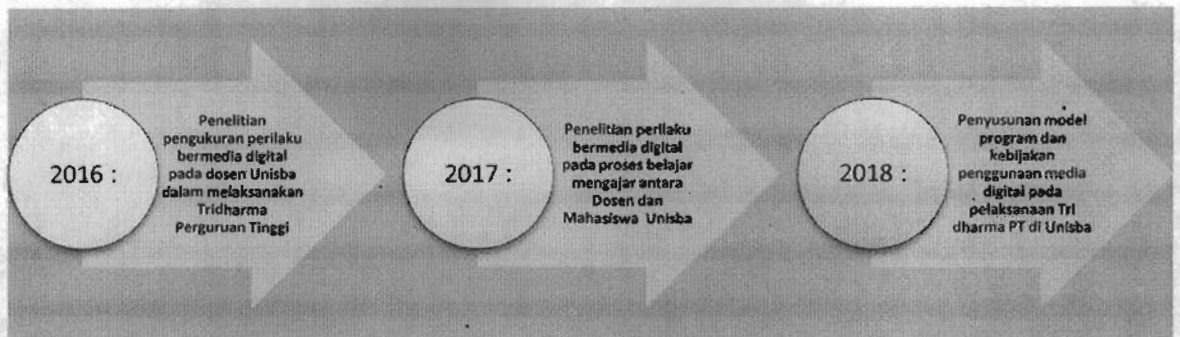 2016 :
Penelitian
pengukuran perilaku
bermedia digital
pada dosen Unisba
dalam melaksanakan
Tridharma
Perguruan Tinggi
2017 :
Penelitian perilaku
bermedia digital
pada proses belajar
mengajar antara
Dosen dan
Mahasiswa Unisba
2018 :
Penyusunan model
program dan
kebijakan
penggunaan media
digital pada
pelaksanaan Tri
dharma PT di Unisba